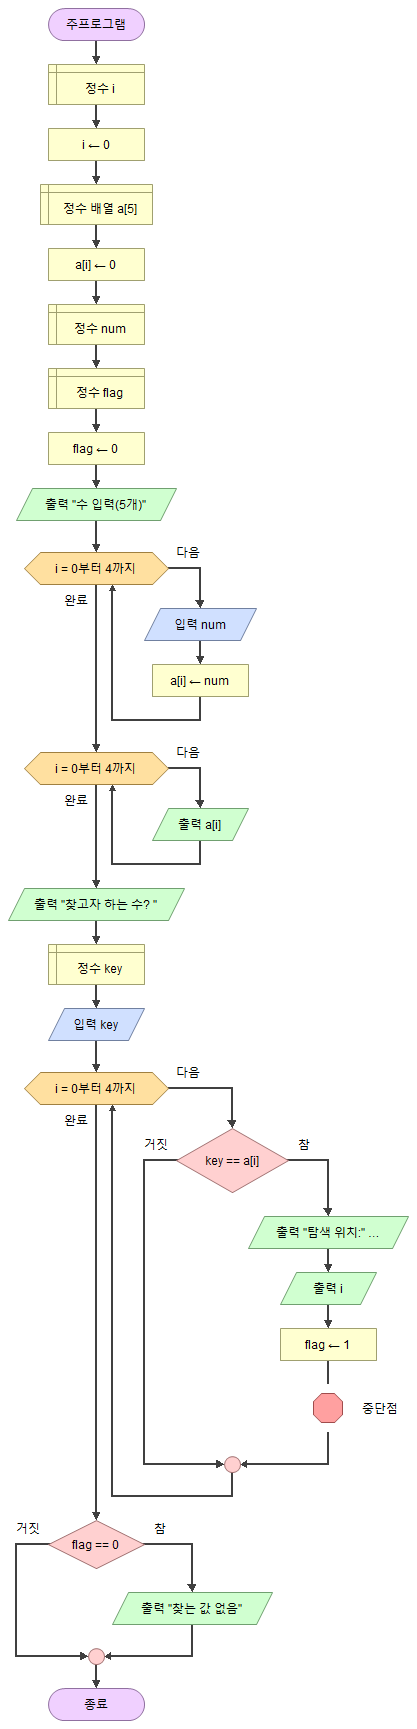 주프로그램
정수 i
i ← 0
정수 배열 a[5]
a[i] ← 0
정수 num
정수 flag
flag ← 0
출력 "수 입력(5개)"
i = 0부터 4까지
다음
완료
입력 num
a[i] ← num
i = 0부터 4까지
다음
완료
출력 a[i]
출력 "찾고자 하는 수? "
정수 key
입력 key
i = 0부터 4까지
다음
완료
key == a[i]
거짓
참
출력 "탐색 위치:" ...
출력 i
flag ← 1
중단점
flag == 0
거짓
참
출력 "찾는 값 없음"
종료